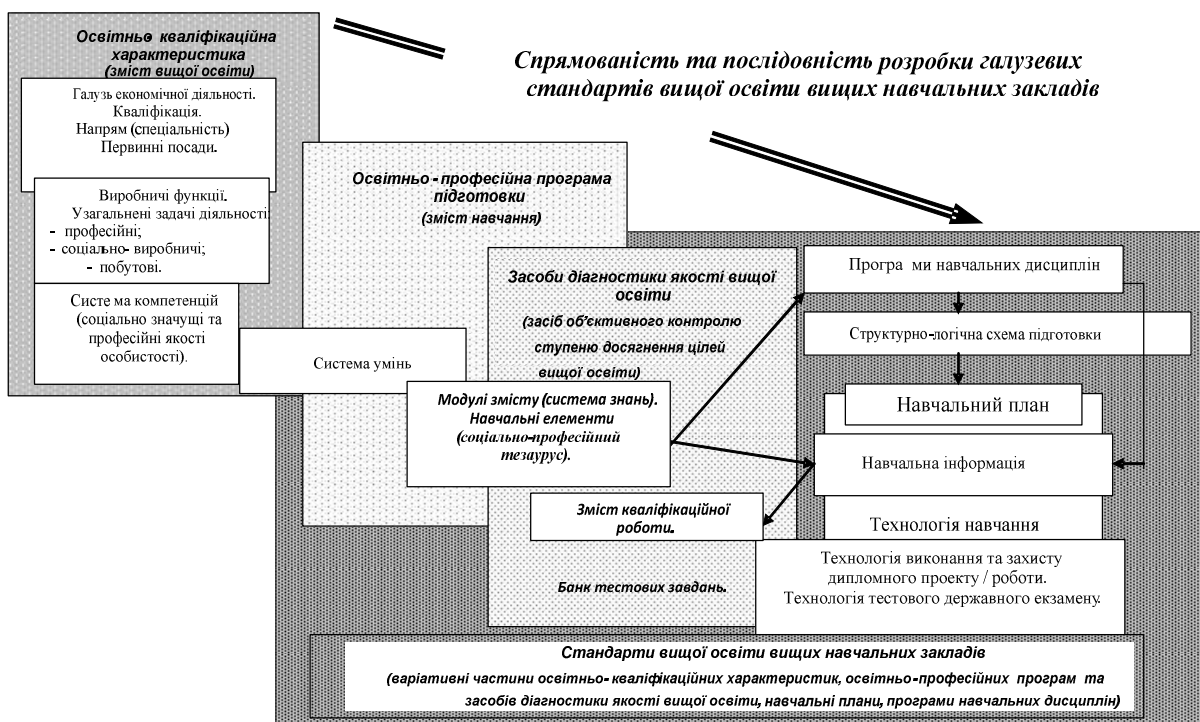 Освітньо кваліфікаційна
характеристика
(зміст вищої освіти)
Галузь економічної діяльності.
Кваліфікація.
Напрям (спеціальність)
Первинні посади.
Виробничі функції.
Узагальнені задачі діяльності:
- професійні;
- соціально- виробничі;
- побутові.
Систе ма компетенцій
(соціально значущі та
професійні якості
особистості).
Спрямованість та послідовність розробки галузевих
стандартів вищої освіти вищих навчальних закладів
Освітньо - професійна програма
підготовки
(зміст навчання)
Система умінь
Засоби діагностики якості вищої
освіти
(засіб об’єктивного контролю
ступеню досягнення цілей
вищої освіти)
Модулі змісту (система знань).
Навчальні елементи
(соціально-професійний
тезаурус).
Зміст кваліфікаційної
роботи.
Банк тестових завдань.
Програ ми навчальних дисциплін
Структурно-логічна схема підготовки
Навчальний план
Навчальна інформація
Технологія навчання
Технологія виконання та захисту
дипломного проекту / роботи.
Технологія тестового державного екзамену.
Стандарти вищої освіти вищих навчальних закладів
(варіативні частини освітньо- кваліфікаційних характеристик, освітньо-професійних програм та
засобів діагностики якості вищої освіти, навчальні плани, програми навчальних дисциплін)